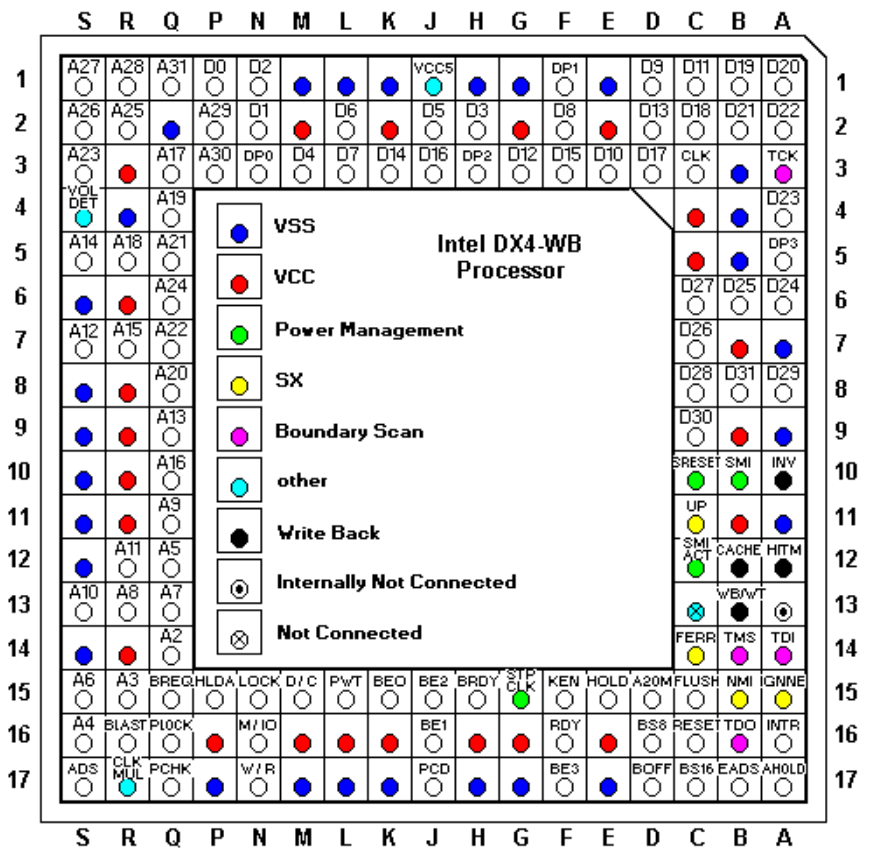 S R Q P N M L K J H G F E D C B A
1 A27 A28 A31 D0 D2 VCC5 DP1 D9 D11 D19 D20 1
2 A26 A25 A29 D1 D6 D5 D3 D8 D13 D18 D21 D22 2
3 A23 A17 A30 DP0 D4 D7 D14 D16 DP2 D12 D15 D10 D17 CLK TCK 3
4 VOL DET A19 D23 4
VSS
Intel DX4-WB
Processor
5 A14 A18 A21 DP3 5
VCC
6 A24 D27 D25 D24 6
7 A12 A15 A22 D26 7
Power Management
8 A20 D28 D31 D29 8
SX
9 A13 D30 9
Boundary Scan
10 A16 SRESET SMI INV 10
other
11 A9 UP 11
Write Back
12 A11 A5 SMI ACT CACHE HITM 12
Internally Not Connected
13 A10 A8 A7 WB/WT 13
Not Connected
14 A2 FERR TMS TDI 14
15 A6 A3 BREQ HLDA LOCK D/C PWT BE0 BE2 BRDY STP CLK KEN HOLD A20M FLUSH NMI IGNNE 15
16 A4 BLAST PLOCK M/IO BE1 RDY BS8 RESET TDO INTR 16
17 ADS CLK MUL PCHK W/R PCD BE3 BOFF BS16 EADS AHOLD 17
S R Q P N M L K J H G F E D C B A